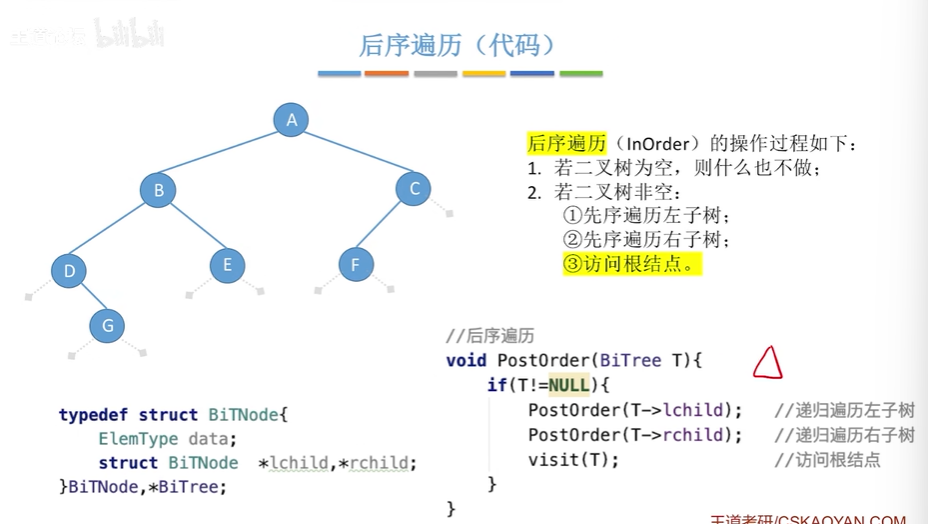 bilibili
后序遍历（代码）
A
B
C
D
E
F
G
后序遍历（InOrder）的操作过程如下：
1. 若二叉树为空，则什么也不做；
2. 若二叉树非空：
①先序遍历左子树；
②先序遍历右子树；
③访问根结点。
//后序遍历
void PostOrder(BiTree T){
if(T!=NULL){
PostOrder(T->lchild); //递归遍历左子树
PostOrder(T->rchild); //递归遍历右子树
visit(T); //访问根结点
}
}
typedef struct BiTNode{
ElemType data;
struct BiTNode *lchild,*rchild;
}BiTNode,*BiTree;
王道考研/CSKAOYAN.COM